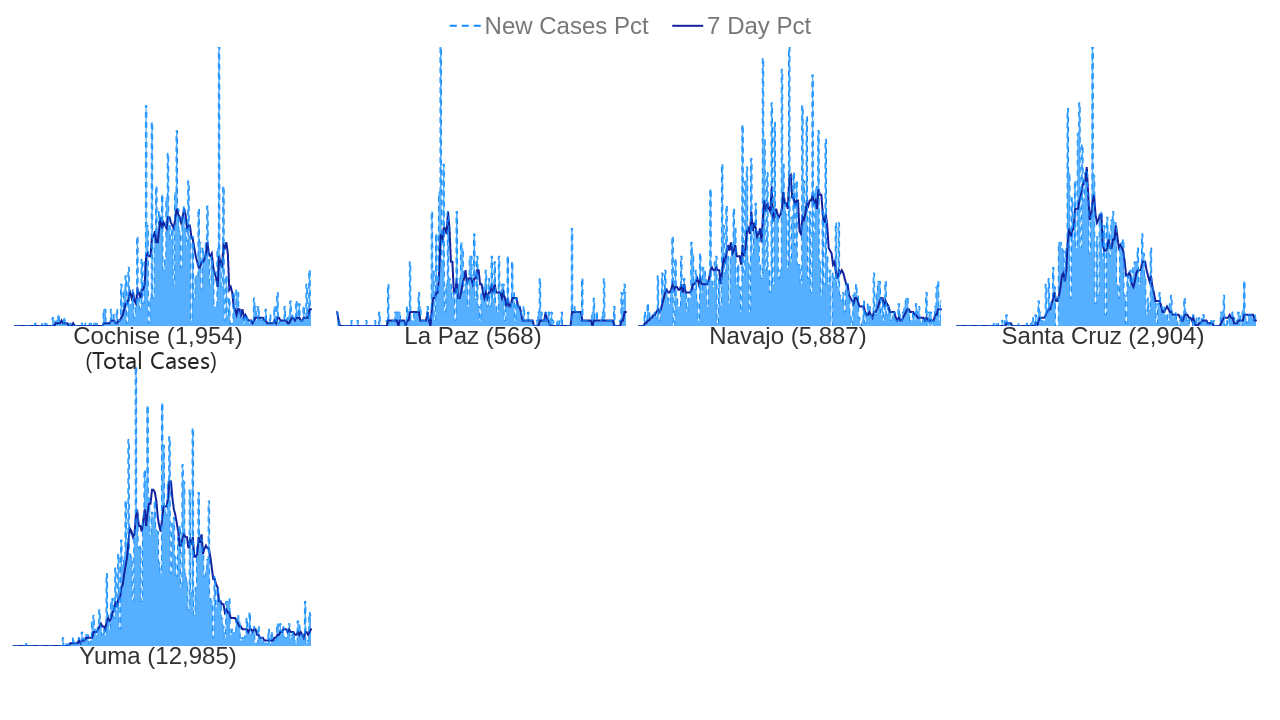 New Cases Pct 7 Day Pct
Cochise (1,954) La Paz (568) Navajo (5,887) Santa Cruz (2,904)
(Total Cases)
Yuma (12,985)